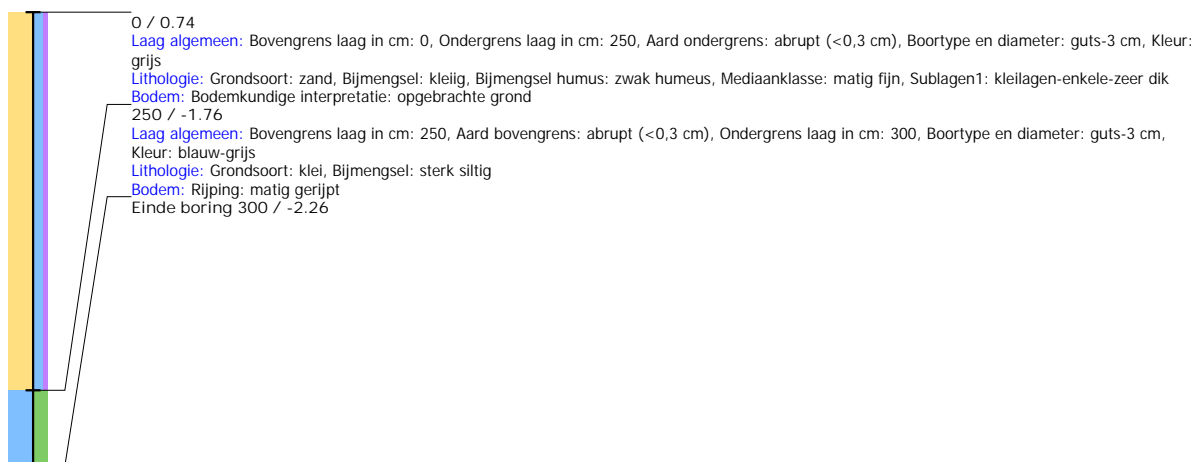 0 / 0.74
Laag algemeen: Bovengrens laag in cm: 0, Ondergrens laag in cm: 250, Aard ondergrens: abrupt (<0,3 cm), Boortype en diameter: guts-3 cm, Kleur:
grijs
Lithologie: Grondsoort: zand, Bijmengsel: kleiig, Bijmengsel humus: zwak humeus, Mediaanklasse: matig fijn, Sublagen1: kleilagen-enkele-zeer dik
Bodem: Bodemkundige interpretatie: opgebrachte grond
250 / -1.76
Laag algemeen: Bovengrens laag in cm: 250, Aard bovengrens: abrupt (<0,3 cm), Ondergrens laag in cm: 300, Boortype en diameter: guts-3 cm,
Kleur: blauw-grijs
Lithologie: Grondsoort: klei, Bijmengsel: sterk siltig
Bodem: Rijping: matig gerijpt
Einde boring 300 / -2.26